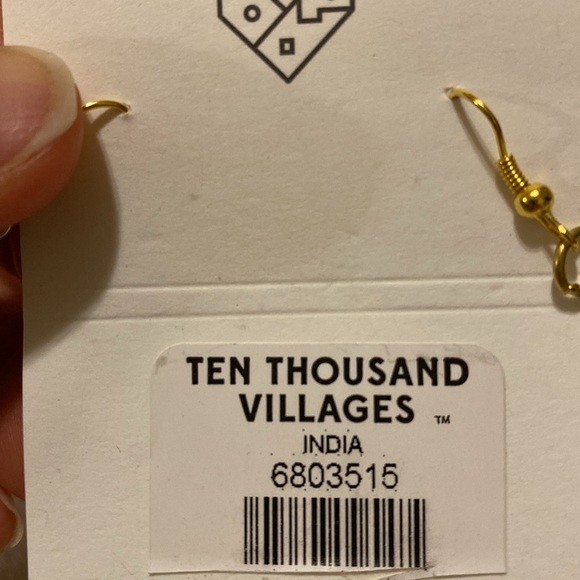 TEN THOUSAND
VILLAGES ™
INDIA
6803515